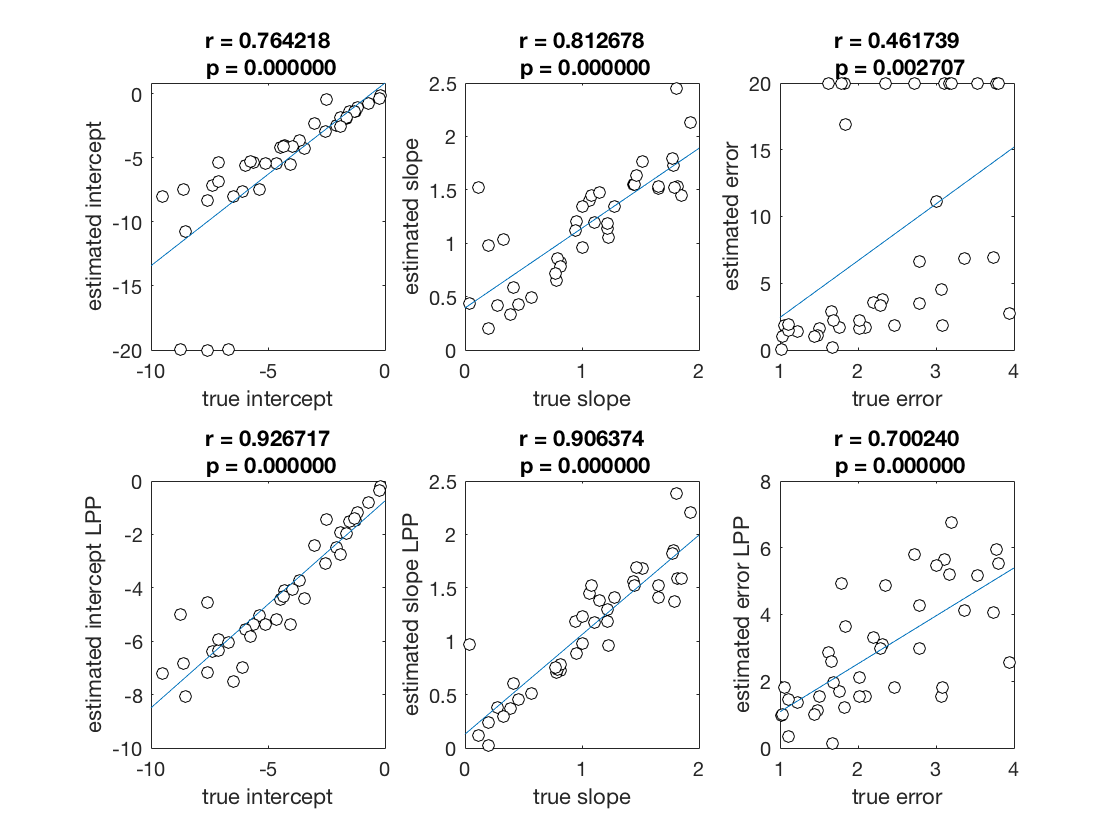 r = 0.764218
p = 0.000000
0
-5
-10
-15
-20
-10
-5
0
estimated intercept
true intercept
r = 0.812678
p = 0.000000
2.5
2
1.5
1
0.5
0
0
1
2
estimated slope
true slope
r = 0.461739
p = 0.002707
20
15
10
5
0
1
2
3
4
estimated error
true error
r = 0.926717
p = 0.000000
0
-2
-4
-6
-8
-10
-10
-5
0
estimated intercept LPP
true intercept
r = 0.906374
p = 0.000000
2.5
2
1.5
1
0.5
0
0
1
2
estimated slope LPP
true slope
r = 0.700240
p = 0.000000
8
6
4
2
0
1
2
3
4
estimated error LPP
true error